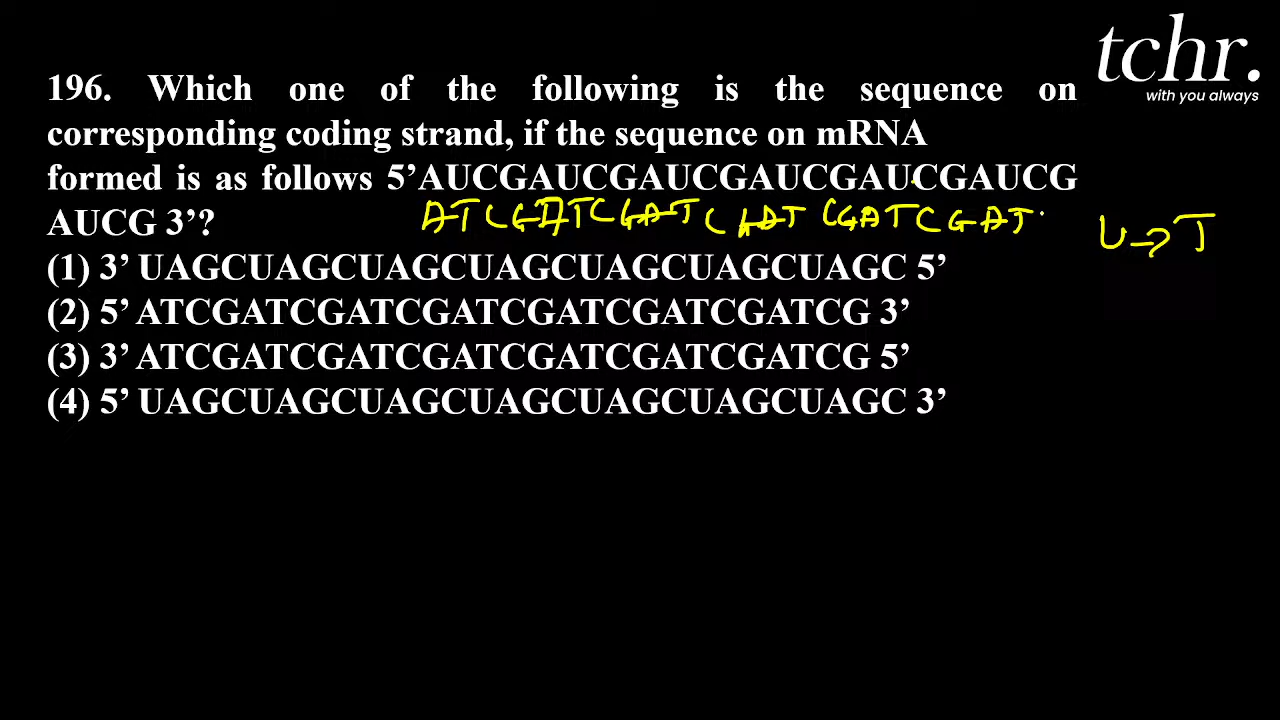 tchr.
with you always
196. Which one of the following is the sequence on
corresponding coding strand, if the sequence on mRNA
formed is as follows 5’AUCGAUCGAUCGAUCGAUCGAUCG
AUCG 3’?
ATCGATCGATCGATCGATCGAT
U→T
(1) 3’ UAGCUAGCUAGCUAGCUAGCUAGCUAGC 5’
(2) 5’ ATCGATCGATCGATCGATCGATCGATCG 3’
(3) 3’ ATCGATCGATCGATCGATCGATCGATCG 5’
(4) 5’ UAGCUAGCUAGCUAGCUAGCUAGCUAGC 3’